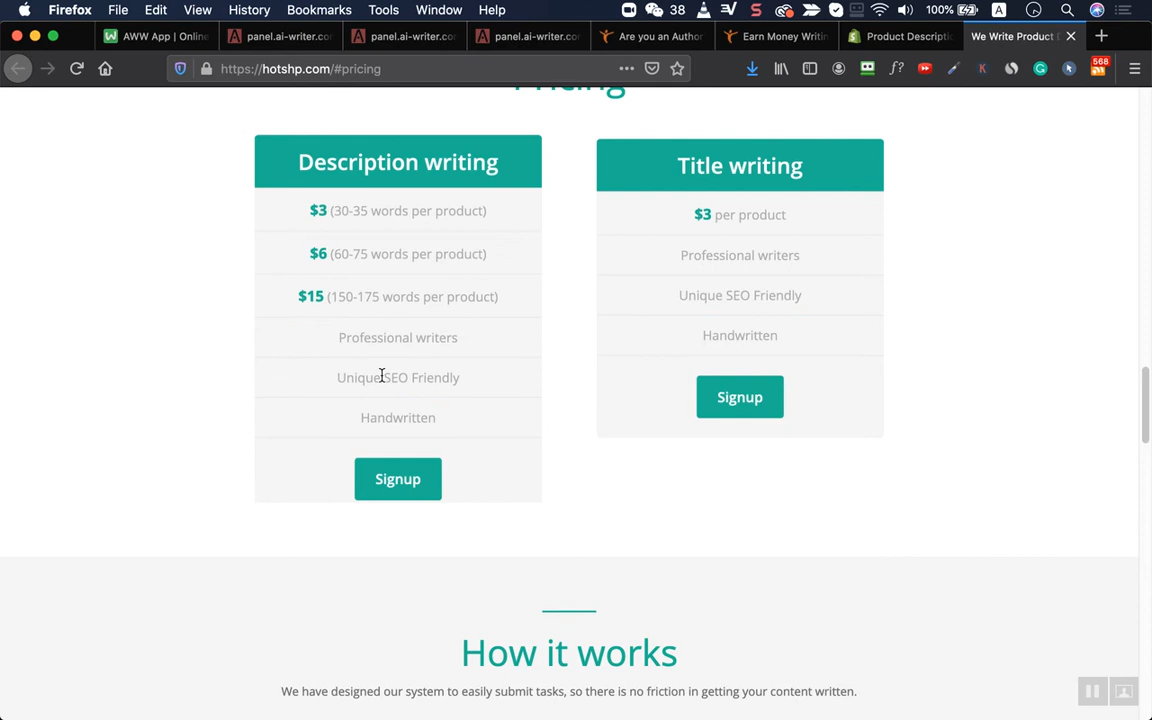 Firefox File Edit View History Bookmarks Tools Window Help 38 100% A
AWW App | Online panel.ai-writer.co panel.ai-writer.co panel.ai-writer.co Are you an Autho Earn Money Writin Product Descripti We Write Product
https://hotshp.com/#pricing 568
Pricing
Description writing
$3 (30-35 words per product)
$6 (60-75 words per product)
$15 (150-175 words per product)
Professional writers
Unique SEO Friendly
Handwritten
Signup
Title writing
$3 per product
Professional writers
Unique SEO Friendly
Handwritten
Signup
How it works
We have designed our system to easily submit tasks, so there is no friction in getting your content written.